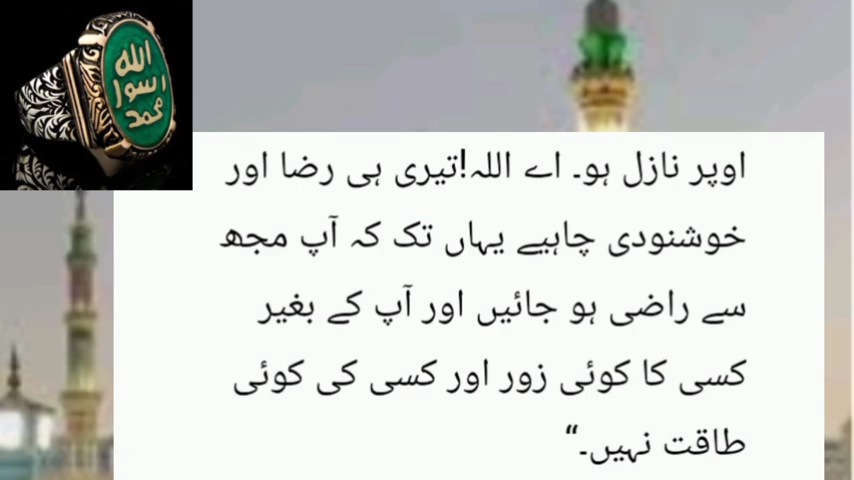 الله
رسول
محمد
اوپر نازل ہو۔ اے اللہ!تیری ہی رضا اور
خوشنودی چاہیے یہاں تک کہ آپ مجھ
سے راضی ہو جائیں اور آپ کے بغیر
کسی کا کوئی زور اور کسی کی کوئی
طاقت نہیں۔“